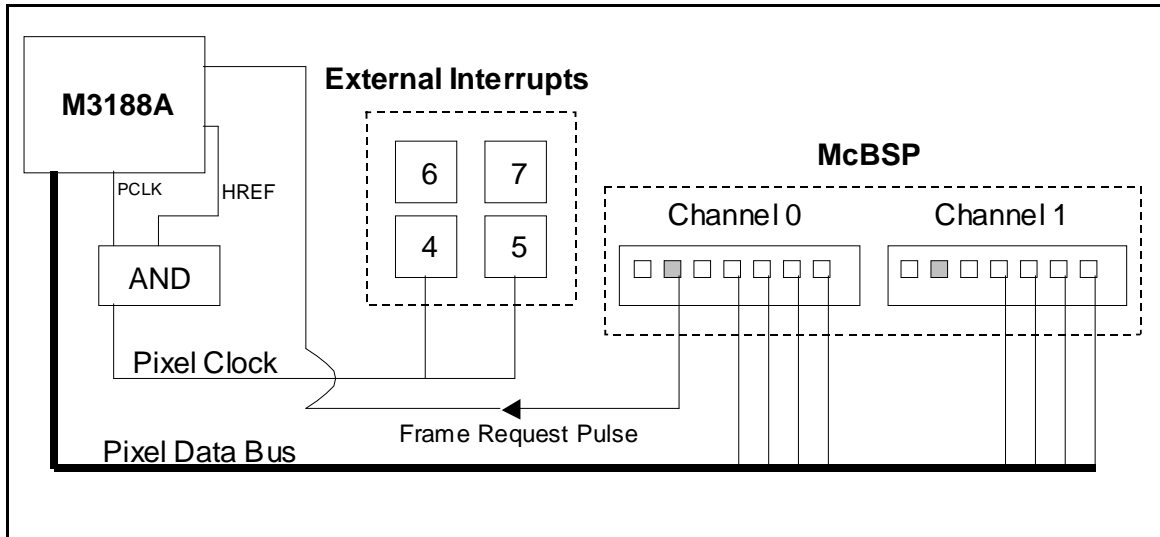 M3188A
External Interrupts
6 7
4 5
McBSP
Channel 0 Channel 1
PCLK HREF
AND
Pixel Clock
Frame Request Pulse
Pixel Data Bus